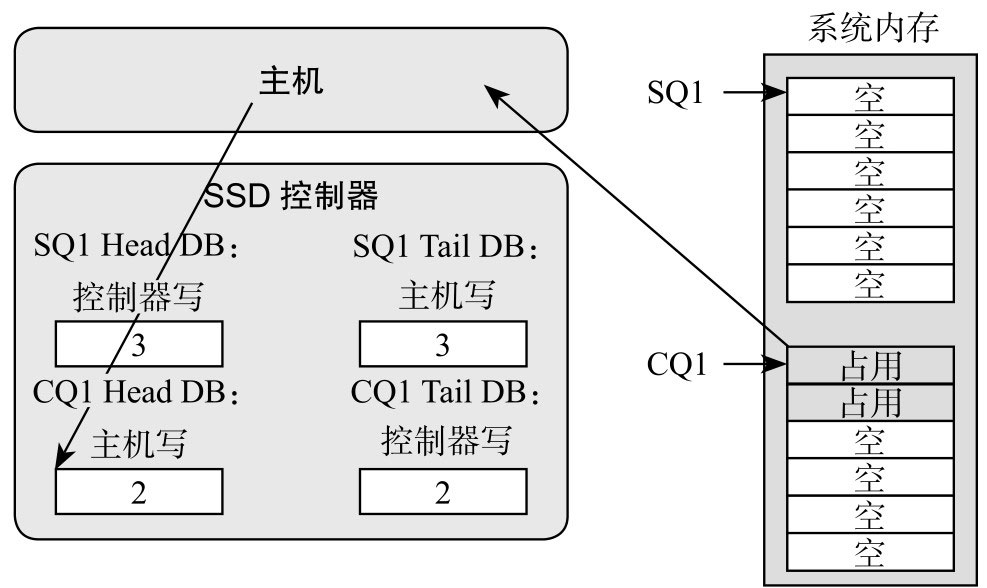 主机
SSD 控制器
SQ1 Head DB：
控制器写
3
SQ1 Tail DB：
主机写
3
CQ1 Head DB：
主机写
2
CQ1 Tail DB：
控制器写
2
系统内存
SQ1
空
空
空
空
空
空
CQ1
占用
占用
空
空
空
空